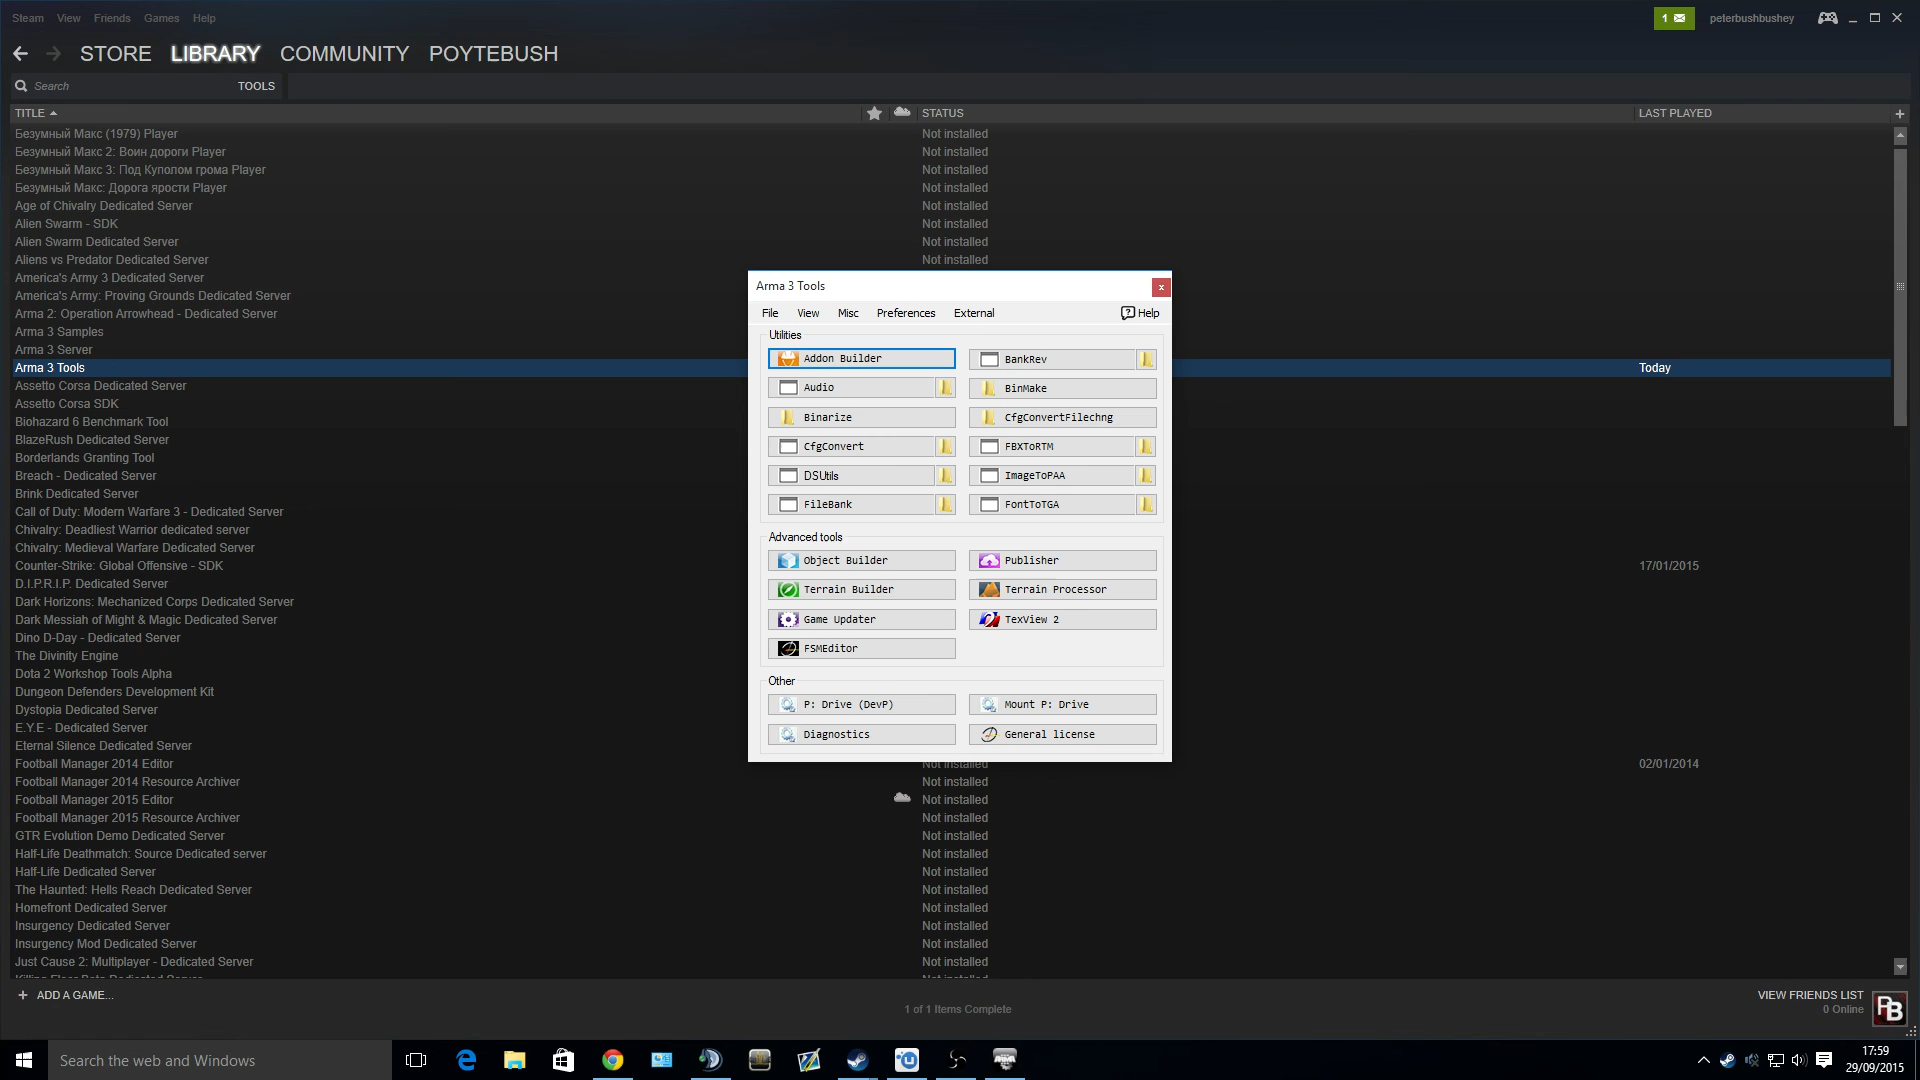 Steam View Friends Games Help
1 peterbushbushey
STORE LIBRARY COMMUNITY POYTEBUSH
Search TOOLS
TITLE STATUS LAST PLAYED
Безумный Макс (1979) Player Not installed
Безумный Макс 2: Воин дороги Player Not installed
Безумный Макс 3: Под Куполом грома Player Not installed
Безумный Макс: Дорога ярости Player Not installed
Age of Chivalry Dedicated Server Not installed
Alien Swarm - SDK Not installed
Alien Swarm Dedicated Server Not installed
Aliens vs Predator Dedicated Server Not installed
America's Army 3 Dedicated Server
America's Army: Proving Grounds Dedicated Server
Arma 2: Operation Arrowhead - Dedicated Server
Arma 3 Samples
Arma 3 Server
Arma 3 Tools Today
Assetto Corsa Dedicated Server
Assetto Corsa SDK
Biohazard 6 Benchmark Tool
BlazeRush Dedicated Server
Borderlands Granting Tool
Breach - Dedicated Server
Brink Dedicated Server
Call of Duty: Modern Warfare 3 - Dedicated Server
Chivalry: Deadliest Warrior dedicated server
Chivalry: Medieval Warfare Dedicated Server
Counter-Strike: Global Offensive - SDK 17/01/2015
D.I.P.R.I.P. Dedicated Server
Dark Horizons: Mechanized Corps Dedicated Server
Dark Messiah of Might & Magic Dedicated Server
Dino D-Day - Dedicated Server
The Divinity Engine
Dota 2 Workshop Tools Alpha
Dungeon Defenders Development Kit
Dystopia Dedicated Server
E.Y.E - Dedicated Server
Eternal Silence Dedicated Server
Football Manager 2014 Editor Not installed 02/01/2014
Football Manager 2014 Resource Archiver Not installed
Football Manager 2015 Editor Not installed
Football Manager 2015 Resource Archiver Not installed
GTR Evolution Demo Dedicated Server Not installed
Half-Life Deathmatch: Source Dedicated server Not installed
Half-Life Dedicated Server Not installed
The Haunted: Hells Reach Dedicated Server Not installed
Homefront Dedicated Server Not installed
Insurgency Dedicated Server Not installed
Insurgency Mod Dedicated Server Not installed
Just Cause 2: Multiplayer - Dedicated Server Not installed
Arma 3 Tools
File View Misc Preferences External Help
Utilities
Addon Builder BankRev
Audio BinMake
Binarize CfgConvertFilechng
CfgConvert FBXToRTM
DSUtils ImageToPAA
FileBank FontToTGA
Advanced tools
Object Builder Publisher
Terrain Builder Terrain Processor
Game Updater TexView 2
FSMEditor
Other
P: Drive (DevP) Mount P: Drive
Diagnostics General license
ADD A GAME...
1 of 1 Items Complete
VIEW FRIENDS LIST
0 Online
Search the web and Windows
17:59
29/09/2015